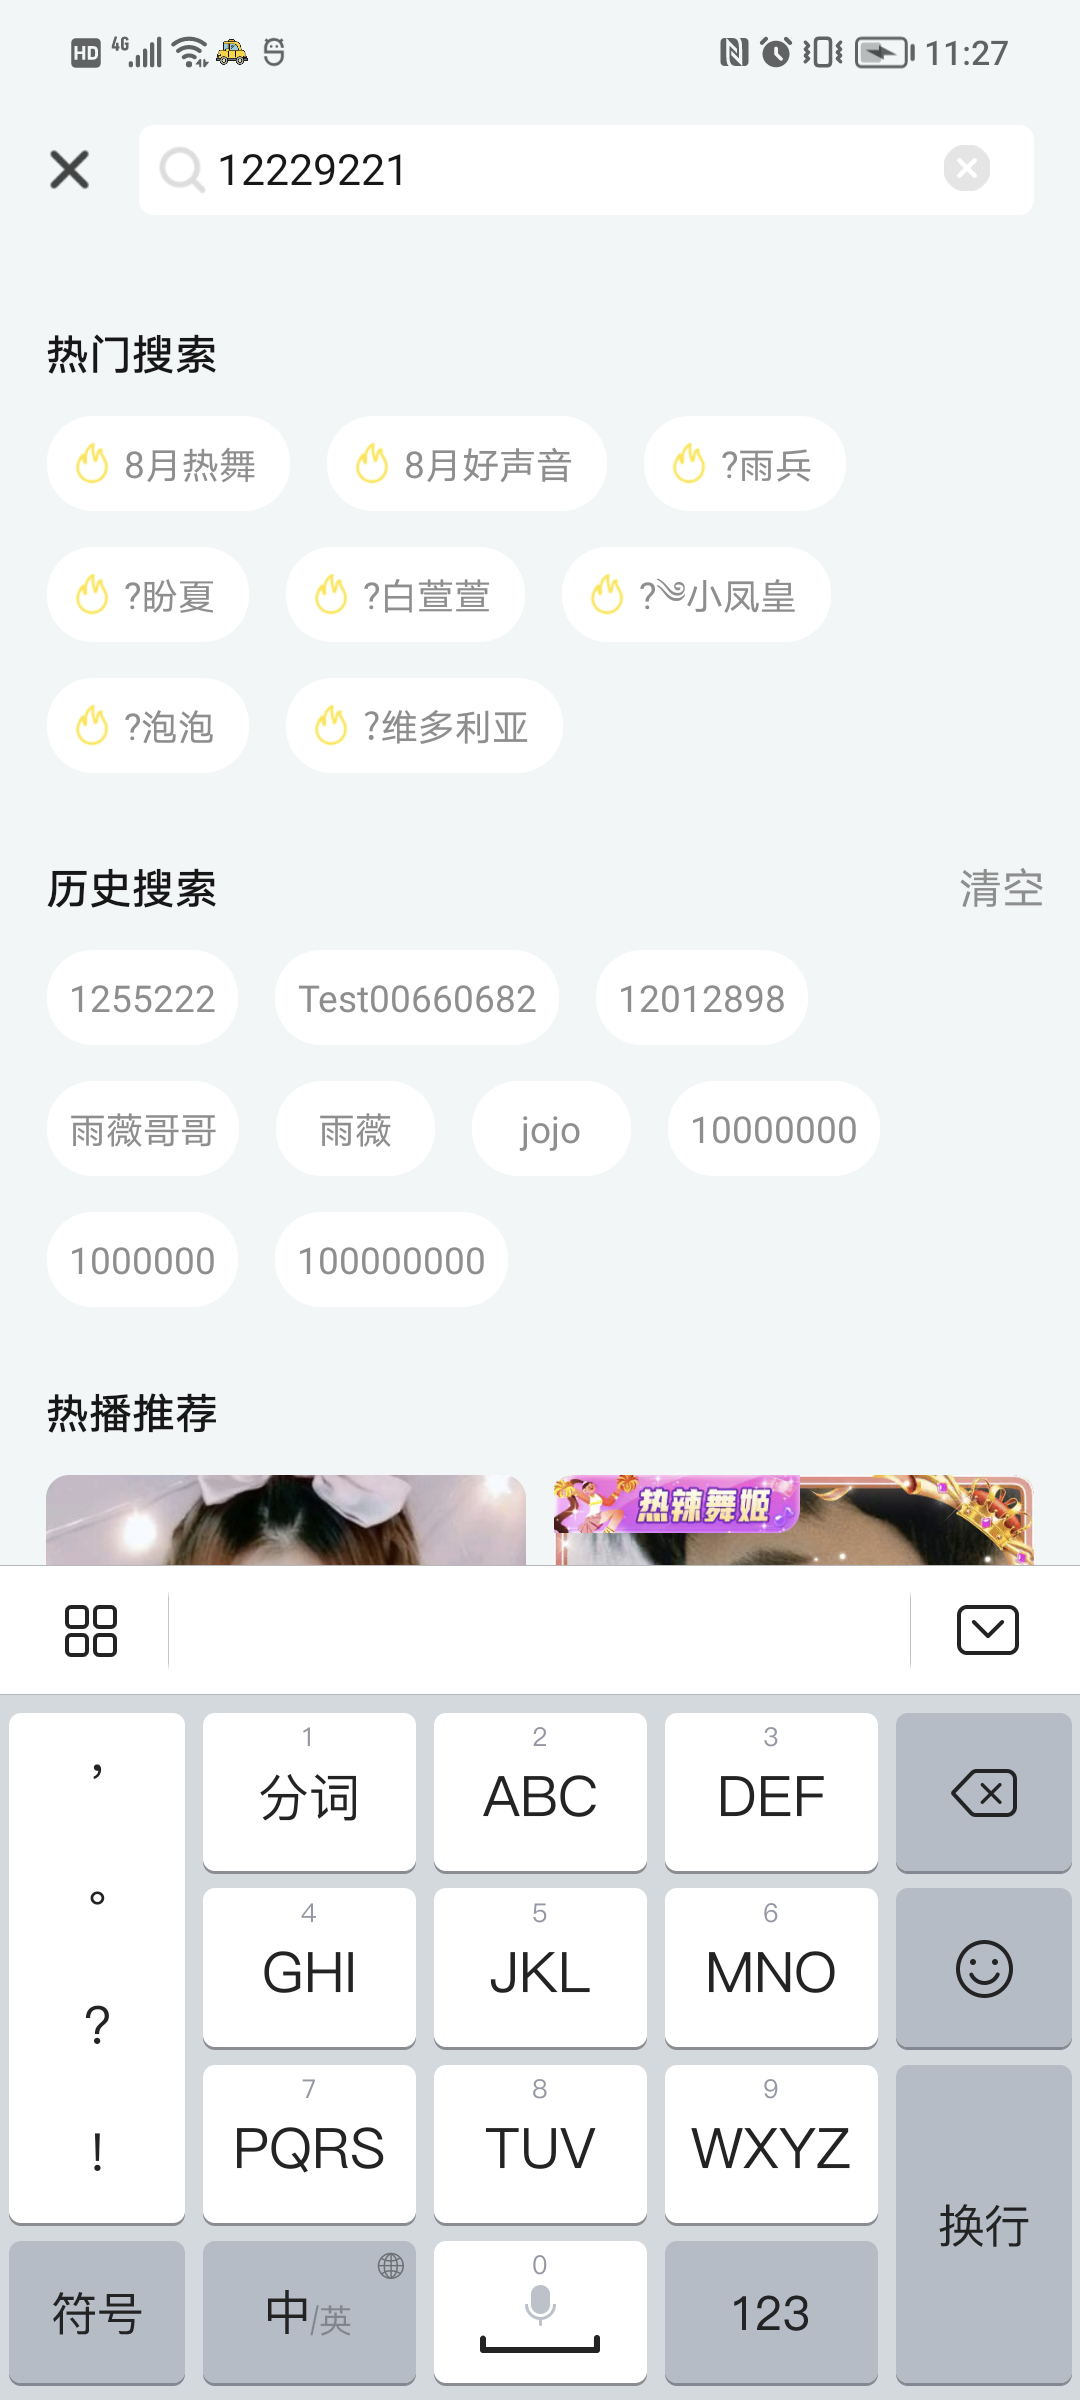 HD 4G 11:27
12229221
热门搜索
8月热舞 8月好声音 ?雨兵
?盼夏 ?白萱萱 ?༄小凤皇
?泡泡 ?维多利亚
历史搜索 清空
1255222 Test00660682 12012898
雨薇哥哥 雨薇 jojo 10000000
1000000 100000000
热播推荐
热辣舞姬
， 1 2 3
分词 ABC DEF
。 4 5 6
GHI JKL MNO
? 7 8 9
! PQRS TUV WXYZ
换行
0
符号 中/英 123